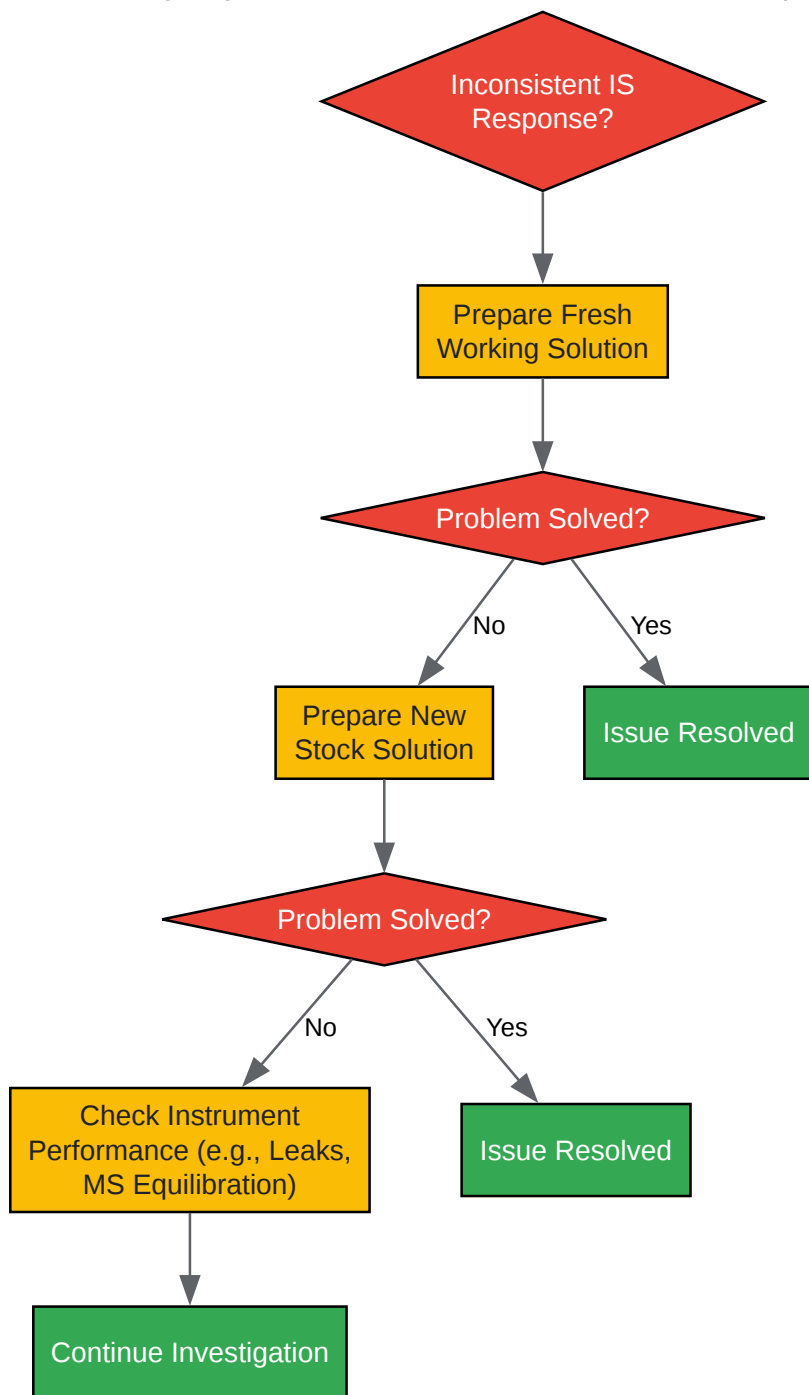 Inconsistent IS
Response?
Prepare Fresh
Working Solution
Problem Solved?
No
Yes
Prepare New
Stock Solution
Issue Resolved
Problem Solved?
No
Yes
Check Instrument
Performance (e.g., Leaks,
MS Equilibration)
Issue Resolved
Continue Investigation